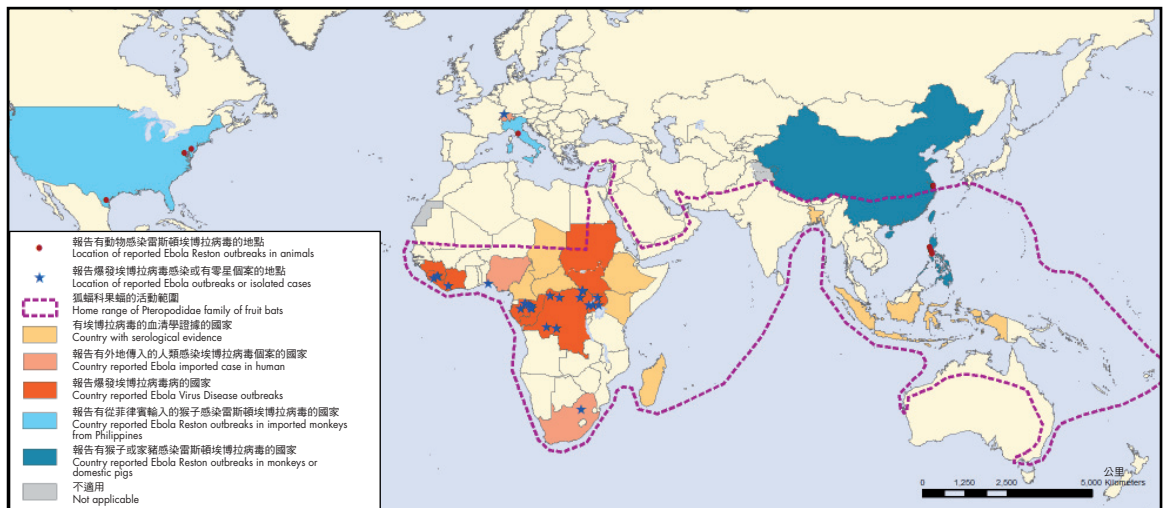 報告有動物感染雷斯頓埃博拉病毒的地點
Location of reported Ebola Reston outbreaks in animals
報告爆發埃博拉病毒感染或有零星個案的地點
Location of reported Ebola outbreaks or isolated cases
狐蝠科果蝠的活動範圍
Home range of Pteropodidae family of fruit bats
有埃博拉病毒的血清學證據的國家
Country with serological evidence
報告有外地傳入的人類感染埃博拉病毒個案的國家
Country reported Ebola imported case in human
報告爆發埃博拉病毒病的國家
Country reported Ebola Virus Disease outbreaks
報告有從菲律賓輸入的猴子感染雷斯頓埃博拉病毒的國家
Country reported Ebola Reston outbreaks in imported monkeys
from Philippines
報告有猴子或家豬感染雷斯頓埃博拉病毒的國家
Country reported Ebola Reston outbreaks in monkeys or
domestic pigs
不適用
Not applicable
公里
0 1,250 2,500 5,000 Kilometers